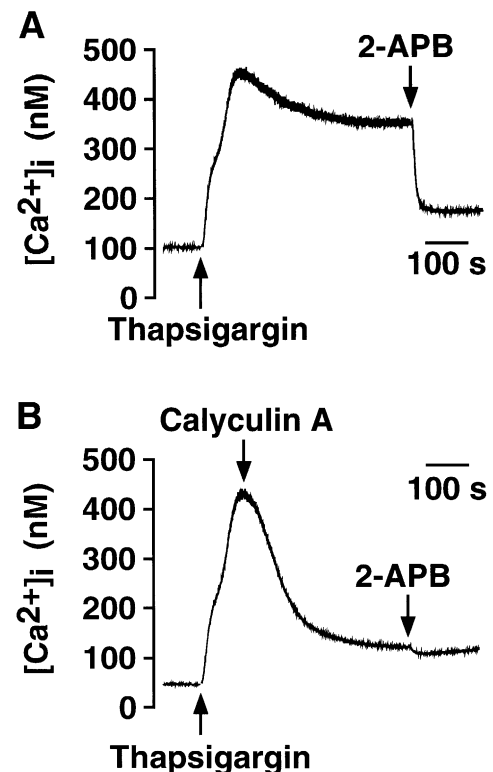 A
500
2-APB
400
300
200
100
0
[Ca2+]i (nM)
100 s
Thapsigargin
B
Calyculin A
500
100 s
400
300
2-APB
200
100
0
[Ca2+]i (nM)
Thapsigargin